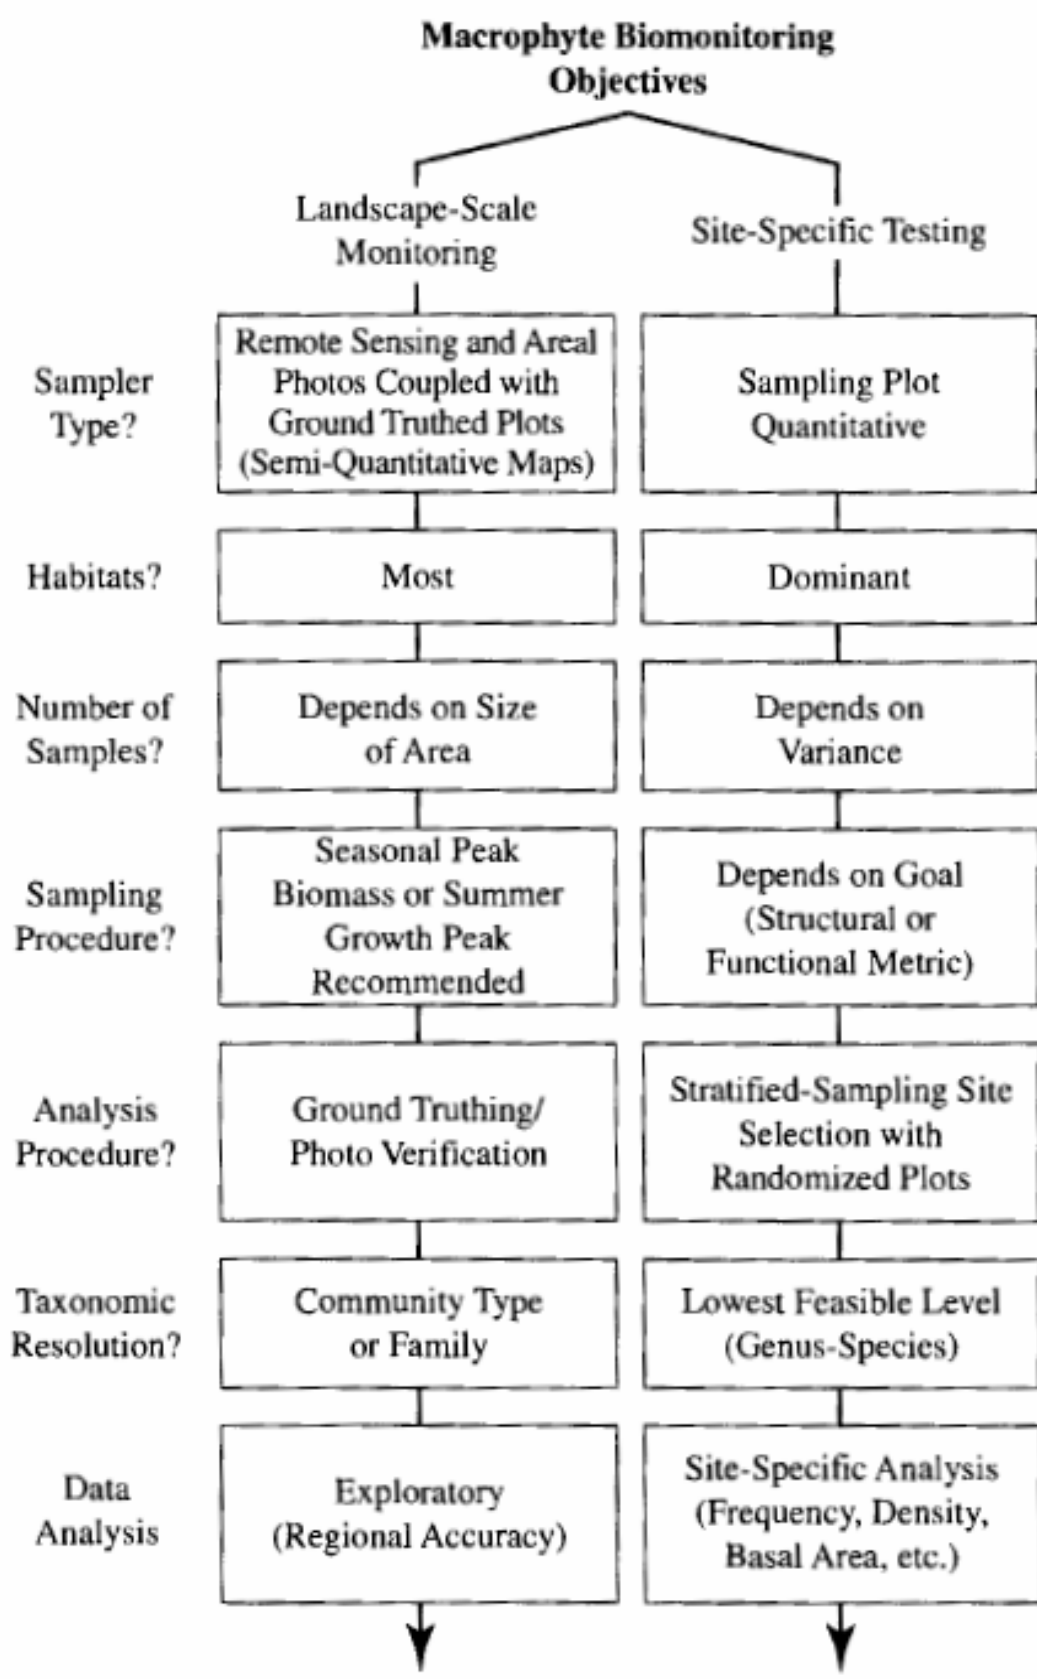 Macrophyte Biomonitoring
Objectives
Landscape-Scale
Monitoring
Site-Specific Testing
Sampler
Type?
Remote Sensing and Areal
Photos Coupled with
Ground Truthed Plots
(Semi-Quantitative Maps)
Sampling Plot
Quantitative
Habitats?
Most
Dominant
Number of
Samples?
Depends on Size
of Area
Depends on
Variance
Sampling
Procedure?
Seasonal Peak
Biomass or Summer
Growth Peak
Recommended
Depends on Goal
(Structural or
Functional Metric)
Analysis
Procedure?
Ground Truthing/
Photo Verification
Stratified-Sampling Site
Selection with
Randomized Plots
Taxonomic
Resolution?
Community Type
or Family
Lowest Feasible Level
(Genus-Species)
Data
Analysis
Exploratory
(Regional Accuracy)
Site-Specific Analysis
(Frequency, Density,
Basal Area, etc.)